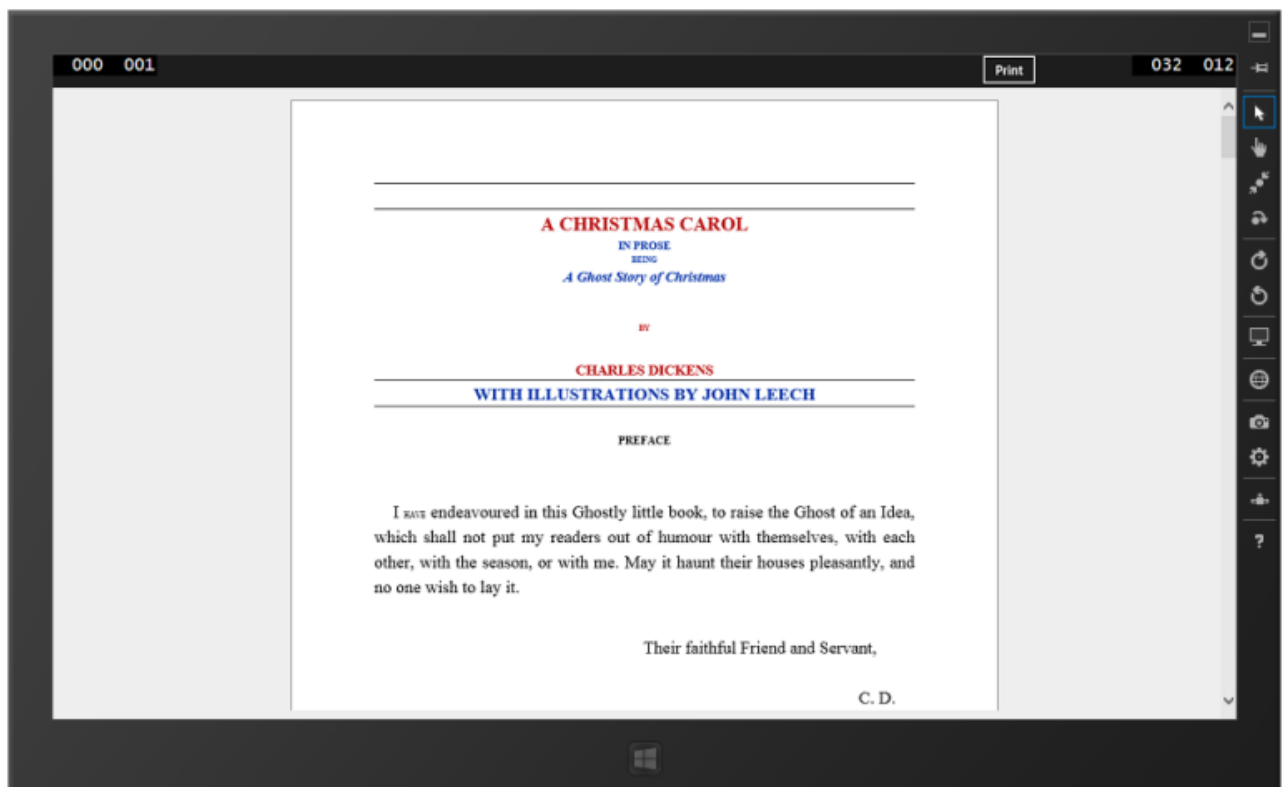 000 001
Print
032 012
A CHRISTMAS CAROL
IN PROSE
BEING
A Ghost Story of Christmas
BY
CHARLES DICKENS
WITH ILLUSTRATIONS BY JOHN LEECH
PREFACE
I HAVE endeavoured in this Ghostly little book, to raise the Ghost of an Idea,
which shall not put my readers out of humour with themselves, with each
other, with the season, or with me. May it haunt their houses pleasantly, and
no one wish to lay it.
Their faithful Friend and Servant,
C. D.
?